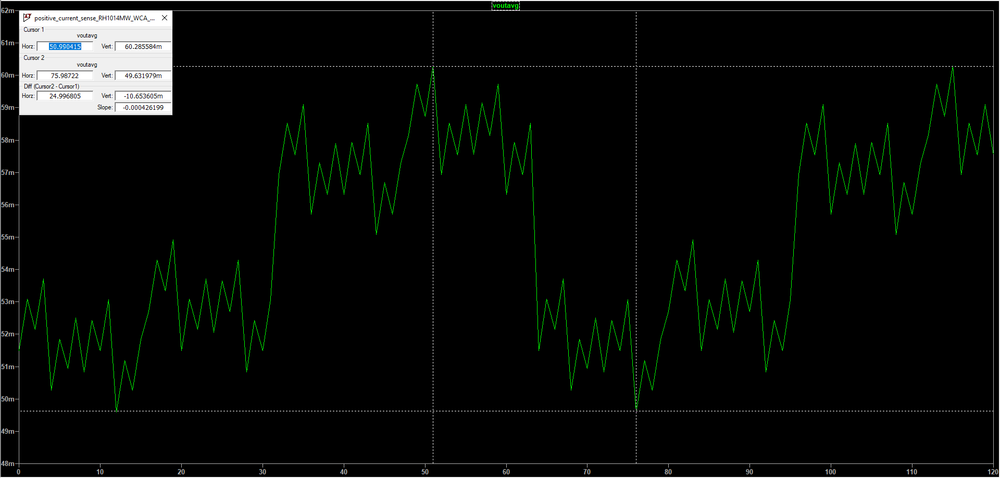 voutavg
62m
61m
60m
59m
58m
57m
56m
55m
54m
53m
52m
51m
50m
49m
48m
positive_current_sense_RH1014MW_WCA_...
Cursor 1
voutavg
Horz: 50.990415 Vert: 60.285584m
Cursor 2
voutavg
Horz: 75.98722 Vert: 49.631979m
Diff (Cursor2 - Cursor1)
Horz: 24.996805 Vert: -10.653605m
Slope: -0.000426199
0 10 20 30 40 50 60 70 80 90 100 110 120